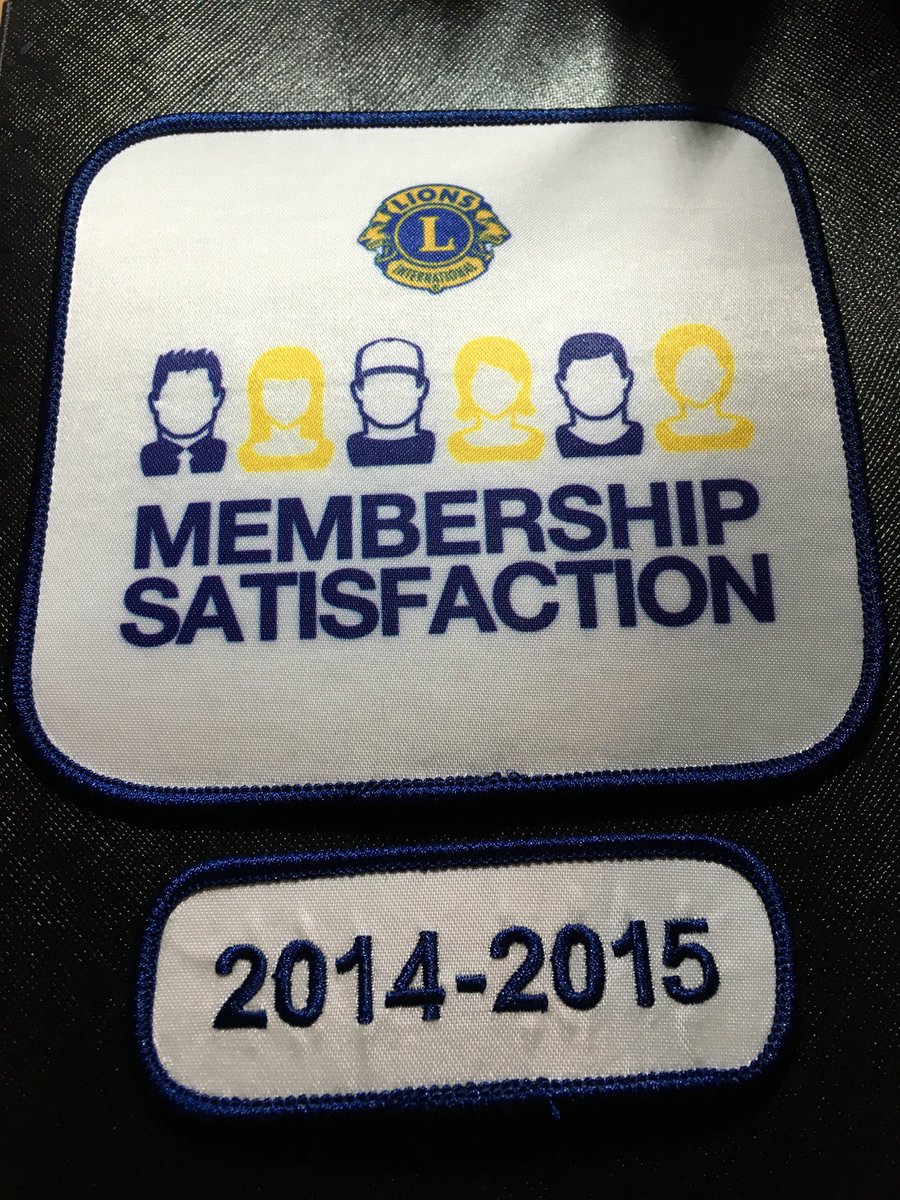 LIONS
L
INTERNATIONAL
MEMBERSHIP
SATISFACTION
2014-2015